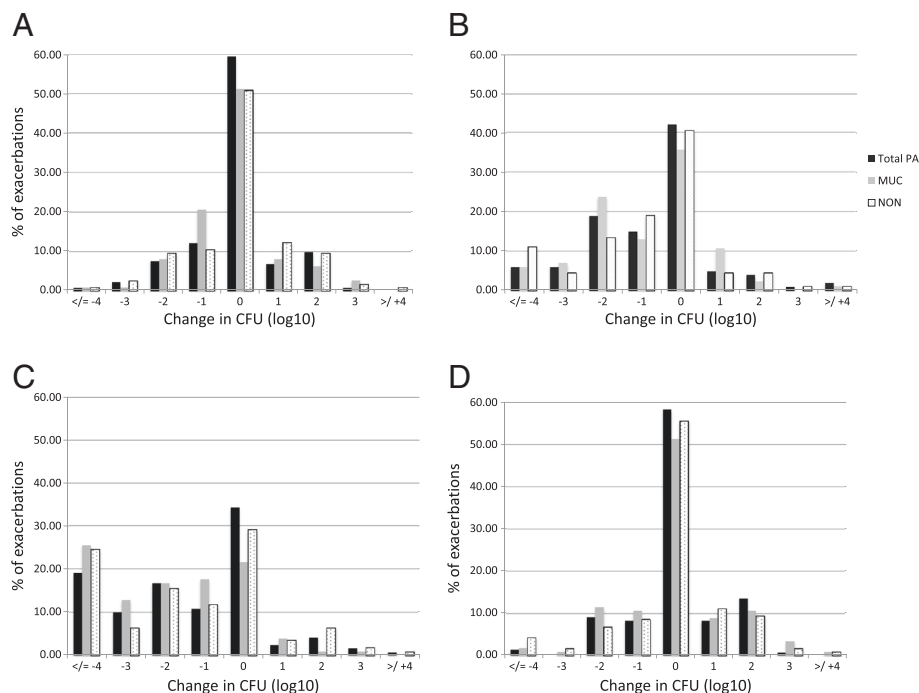 A
% of exacerbations
60.00
50.00
40.00
30.00
20.00
10.00
0.00
</= -4 -3 -2 -1 0 1 2 3 >/ +4
Change in CFU (log10)
B
60.00
50.00
40.00
30.00
20.00
10.00
0.00
</= -4 -3 -2 -1 0 1 2 3 >/ +4
Change in CFU (log10)
Total PA
MUC
NON
C
% of exacerbations
60.00
50.00
40.00
30.00
20.00
10.00
0.00
</= -4 -3 -2 -1 0 1 2 3 >/ +4
Change in CFU (log10)
D
% of exacerbations
60.00
50.00
40.00
30.00
20.00
10.00
0.00
</= -4 -3 -2 -1 0 1 2 3 >/ +4
Change in CFU (log10)